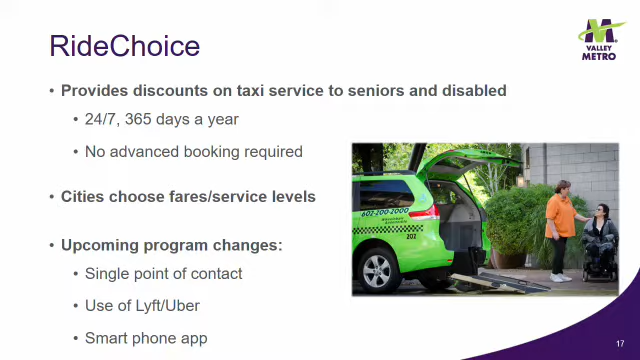 RideChoice
VALLEY
METRO
• Provides discounts on taxi service to seniors and disabled
• 24/7, 365 days a year
• No advanced booking required
• Cities choose fares/service levels
• Upcoming program changes:
• Single point of contact
• Use of Lyft/Uber
• Smart phone app
602-200-2000
202
17